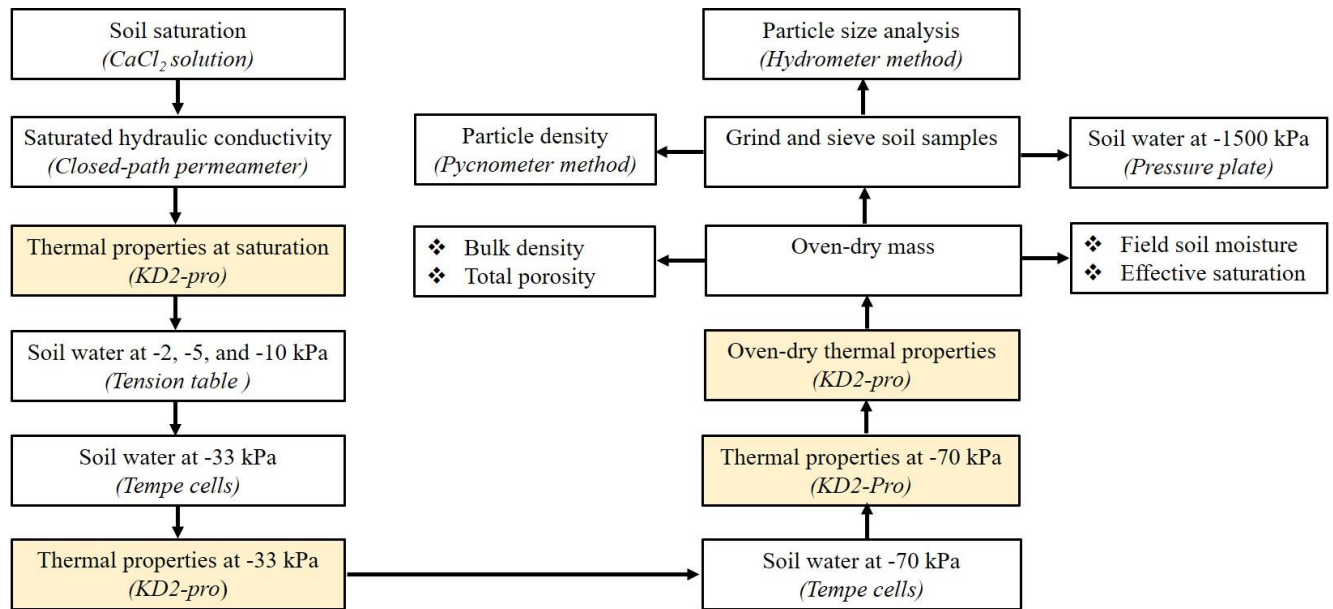 Soil saturation
(CaCl₂ solution)
Saturated hydraulic conductivity
(Closed-path permeameter)
Thermal properties at saturation
(KD2-pro)
Soil water at -2, -5, and -10 kPa
(Tension table )
Soil water at -33 kPa
(Tempe cells)
Thermal properties at -33 kPa
(KD2-pro)
Soil water at -70 kPa
(Tempe cells)
Thermal properties at -70 kPa
(KD2-Pro)
Oven-dry thermal properties
(KD2-pro)
Oven-dry mass
❖ Bulk density
❖ Total porosity
❖ Field soil moisture
❖ Effective saturation
Grind and sieve soil samples
Particle density
(Pycnometer method)
Soil water at -1500 kPa
(Pressure plate)
Particle size analysis
(Hydrometer method)